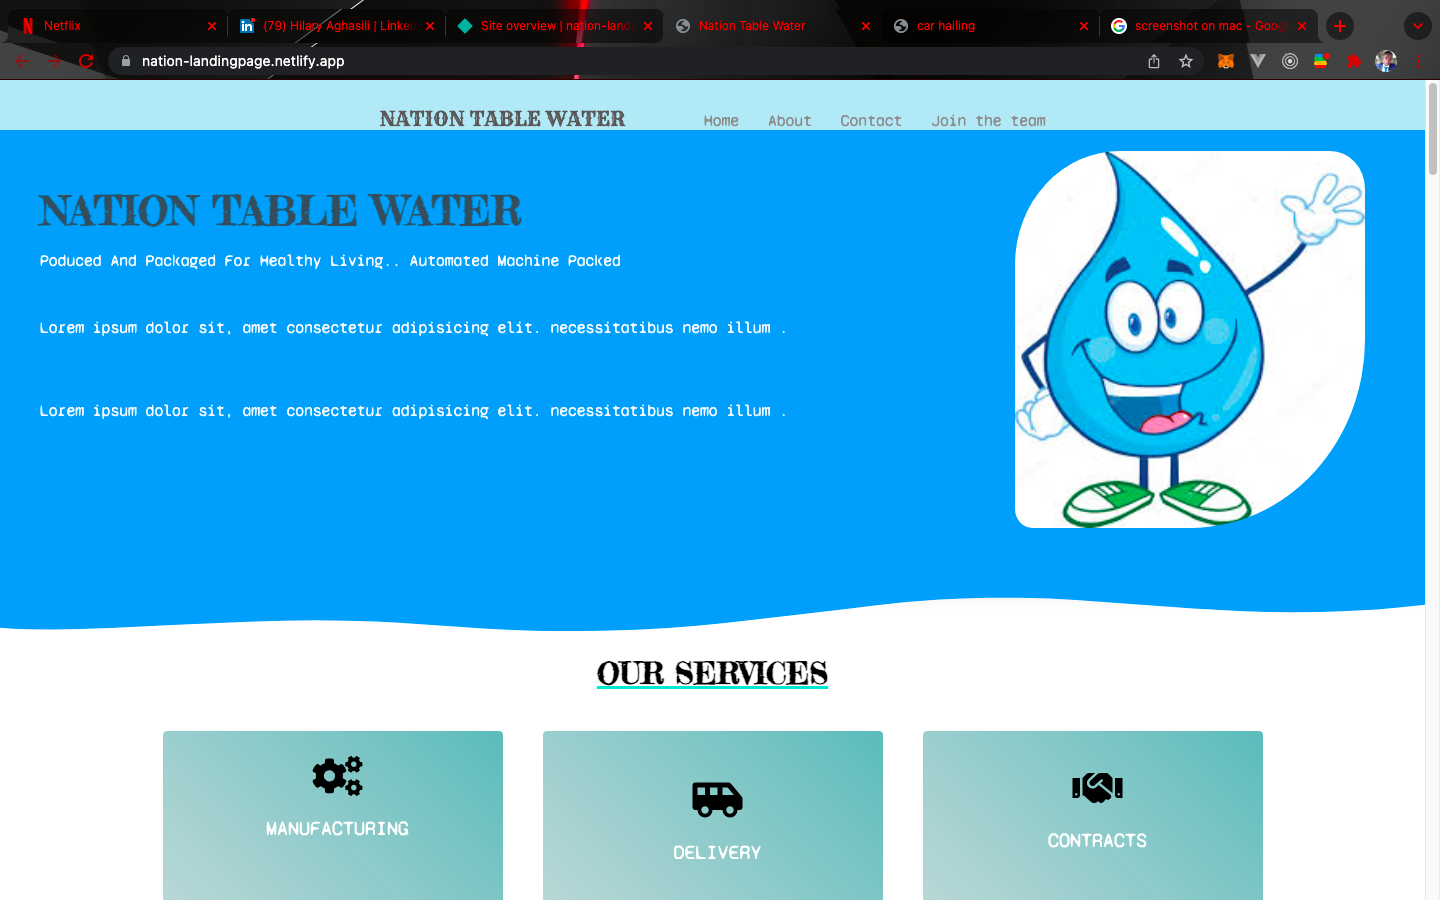 Netflix
(79) Hilary Aghasili | Linked
Site overview | nation-land
Nation Table Water
car hailing
screenshot on mac - Goog
nation-landingpage.netlify.app
NATION TABLE WATER
Home About Contact Join the team
NATION TABLE WATER
Poduced And Packaged For Healthy Living.. Automated Machine Packed
Lorem ipsum dolor sit, amet consectetur adipisicing elit. necessitatibus nemo illum .
Lorem ipsum dolor sit, amet consectetur adipisicing elit. necessitatibus nemo illum .
OUR SERVICES
MANUFACTURING
DELIVERY
CONTRACTS